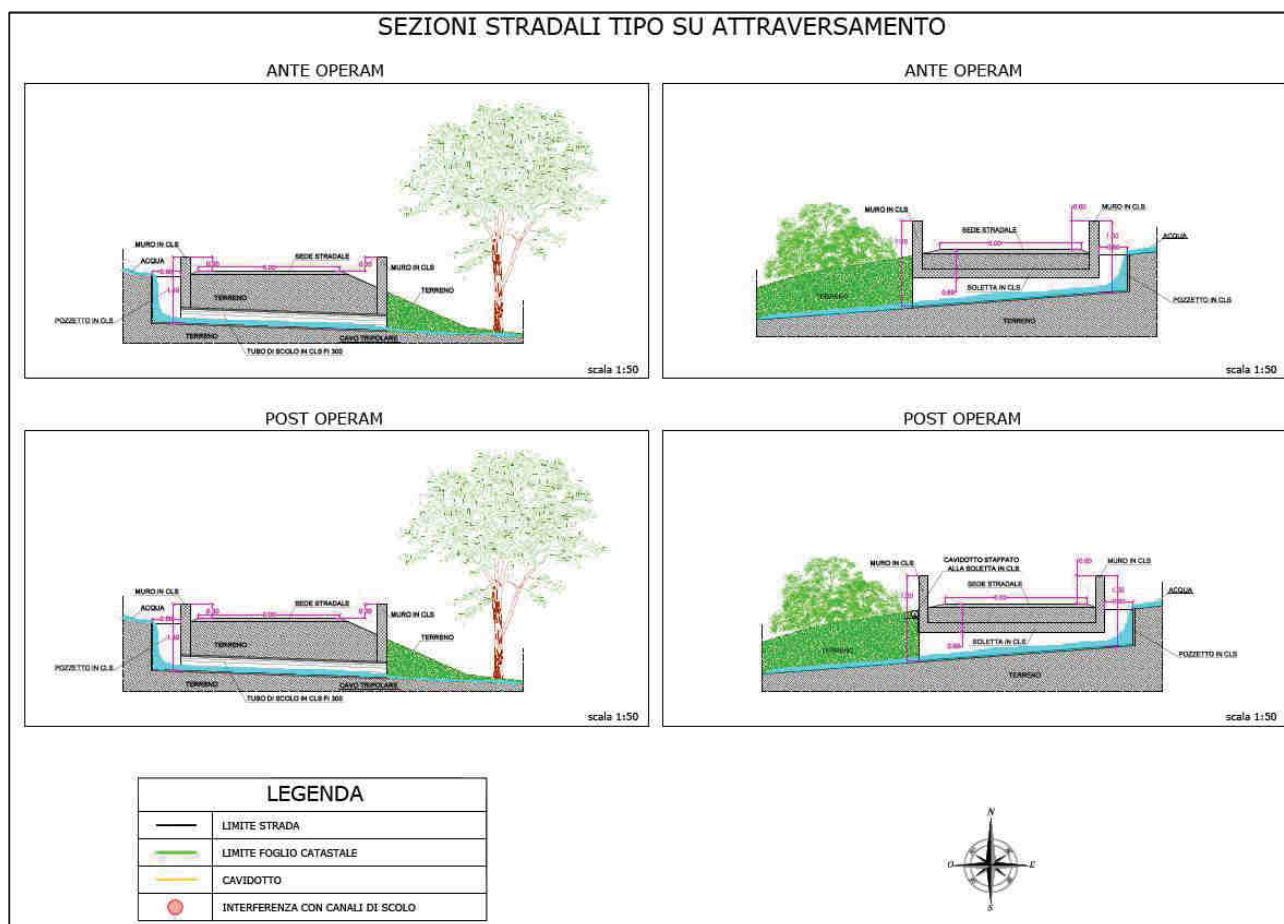 SEZIONI STRADALI TIPO SU ATTRAVERSAMENTO
ANTE OPERAM
MURO IN CLS
ACQUA
SEDE STRADALE
MURO IN CLS
TERRENO
TERRENO
POZZETTO IN CLS
TERRENO
CAVO TRIPOLARE
TUBO DI SCOLO IN CLS FI 300
scala 1:50
ANTE OPERAM
MURO IN CLS
MURO IN CLS
SEDE STRADALE
ACQUA
SOLETTA IN CLS
TERRENO
POZZETTO IN CLS
TERRENO
scala 1:50
POST OPERAM
MURO IN CLS
ACQUA
SEDE STRADALE
MURO IN CLS
TERRENO
TERRENO
POZZETTO IN CLS
TERRENO
CAVO TRIPOLARE
TUBO DI SCOLO IN CLS FI 300
scala 1:50
POST OPERAM
MURO IN CLS
CAVIDOTTO STAFFATO
ALLA SOLETTA IN CLS
MURO IN CLS
SEDE STRADALE
ACQUA
SOLETTA IN CLS
TERRENO
POZZETTO IN CLS
TERRENO
scala 1:50
LEGENDA
LIMITE STRADA
LIMITE FOGLIO CATASTALE
CAVIDOTTO
INTERFERENZA CON CANALI DI SCOLO
N
O
E
S